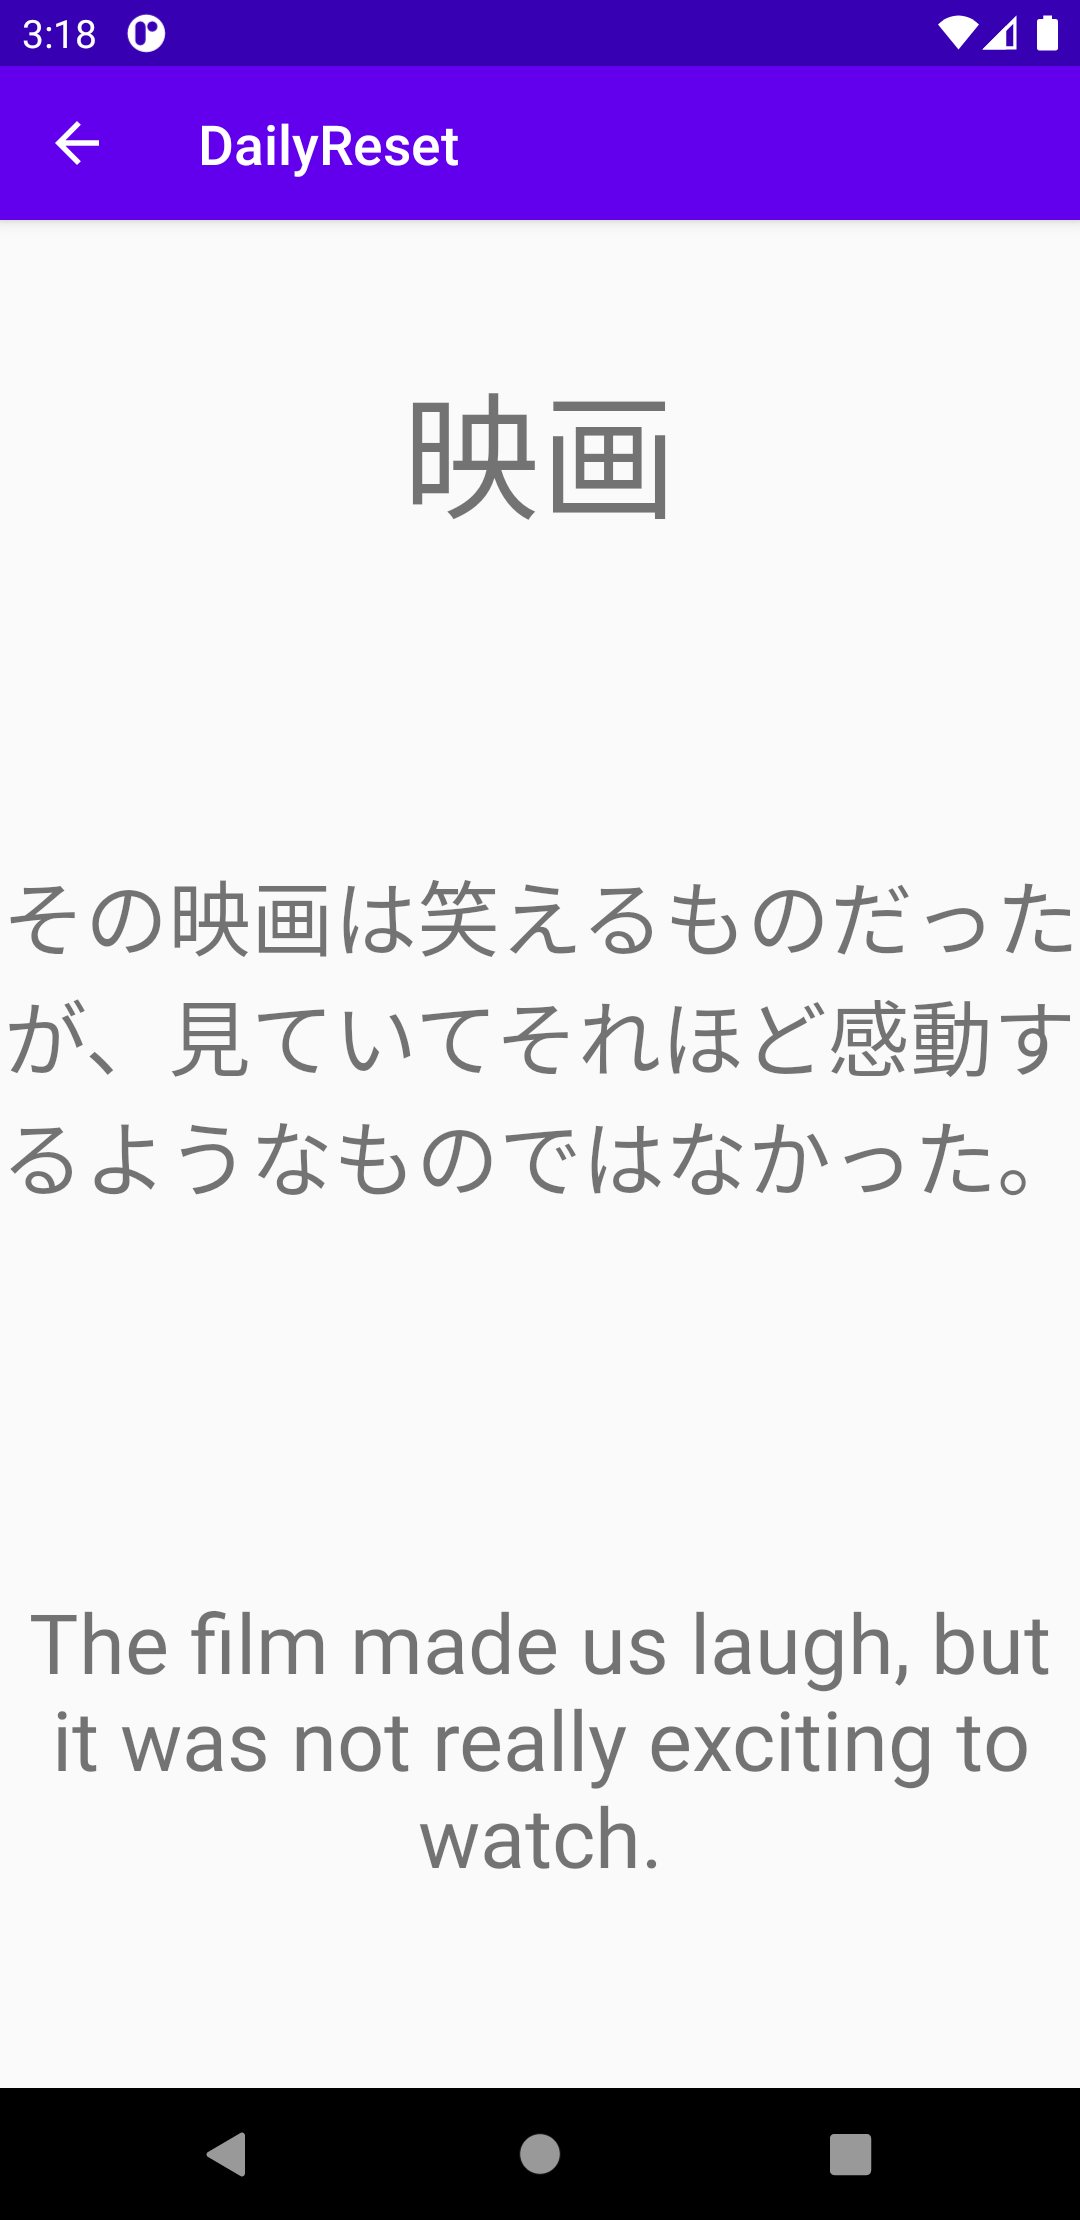 3:18
DailyReset
映画
その映画は笑えるものだった
が、見ていてそれほど感動す
るようなものではなかった。
The film made us laugh, but
it was not really exciting to
watch.